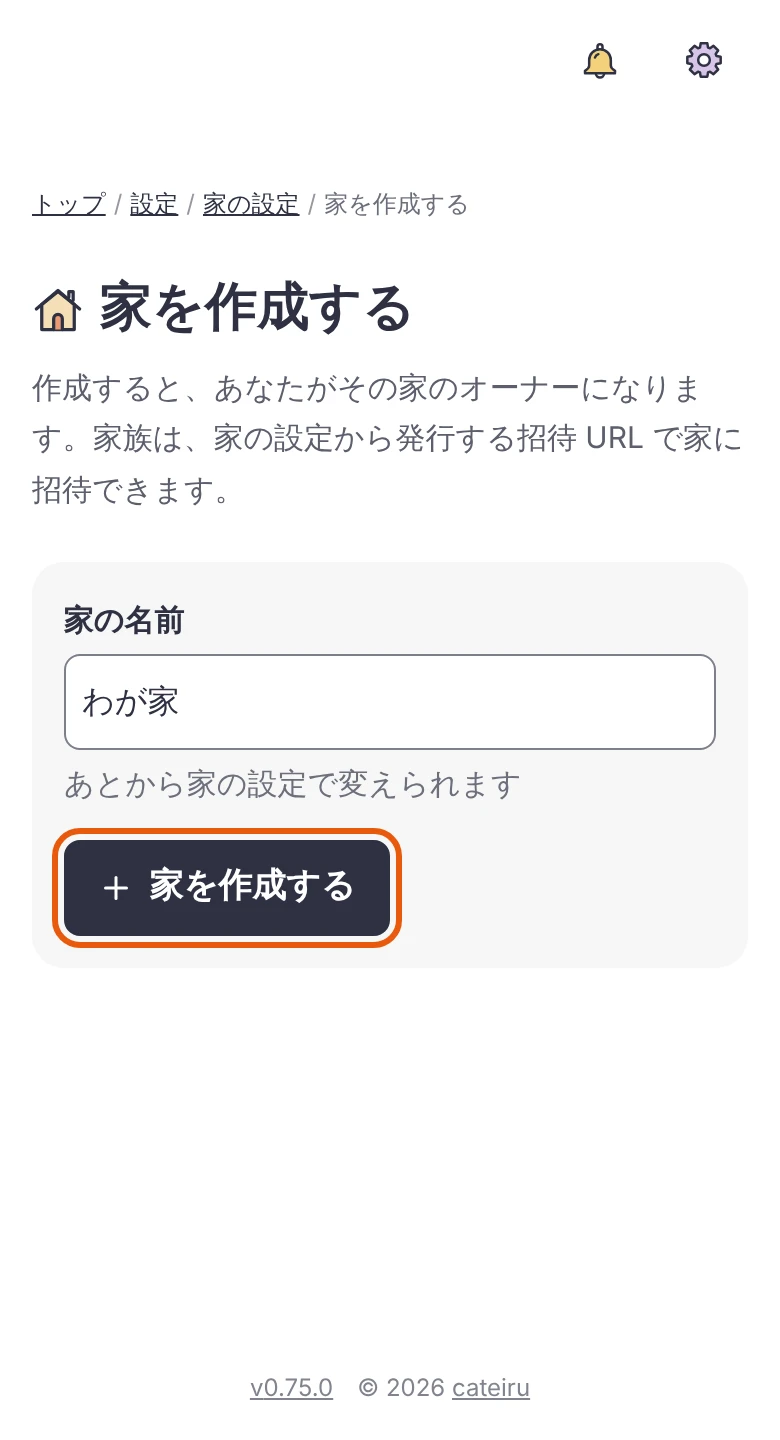 トップ / 設定 / 家の設定 / 家を作成する
家を作成する
作成すると、あなたがその家のオーナーになりま
す。家族は、家の設定から発行する招待 URL で家に
招待できます。
家の名前
わが家
あとから家の設定で変えられます
＋ 家を作成する
v0.75.0 © 2026 cateiru